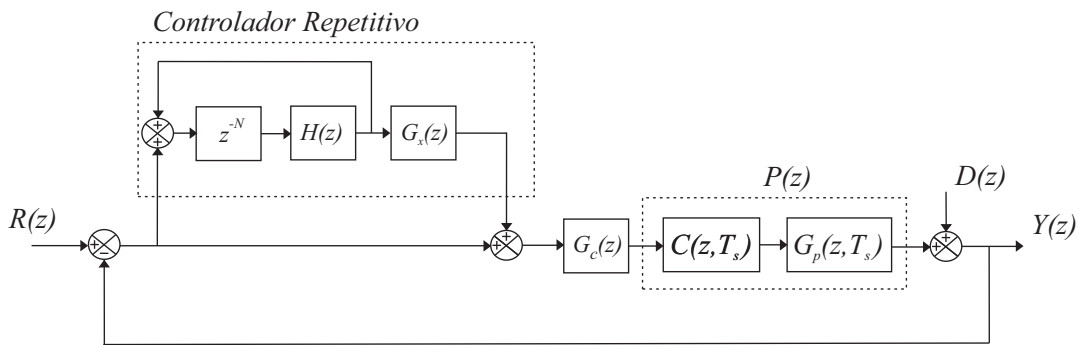 Controlador Repetitivo
z^-N
H(z)
G_x(z)
P(z)
D(z)
R(z)
Y(z)
G_c(z)
C(z,T_s)
G_p(z,T_s)